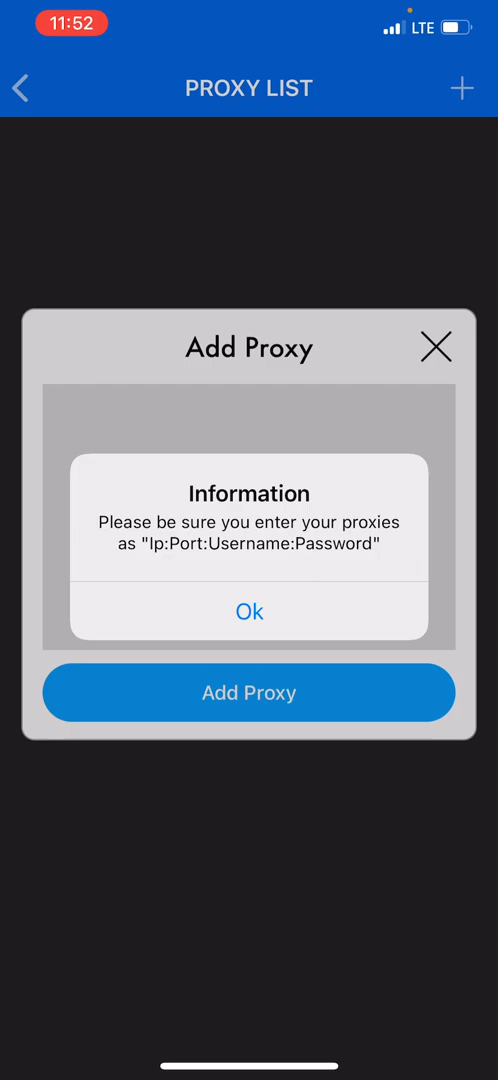 11:52
LTE
PROXY LIST
Add Proxy
Information
Please be sure you enter your proxies
as "Ip:Port:Username:Password"
Ok
Add Proxy